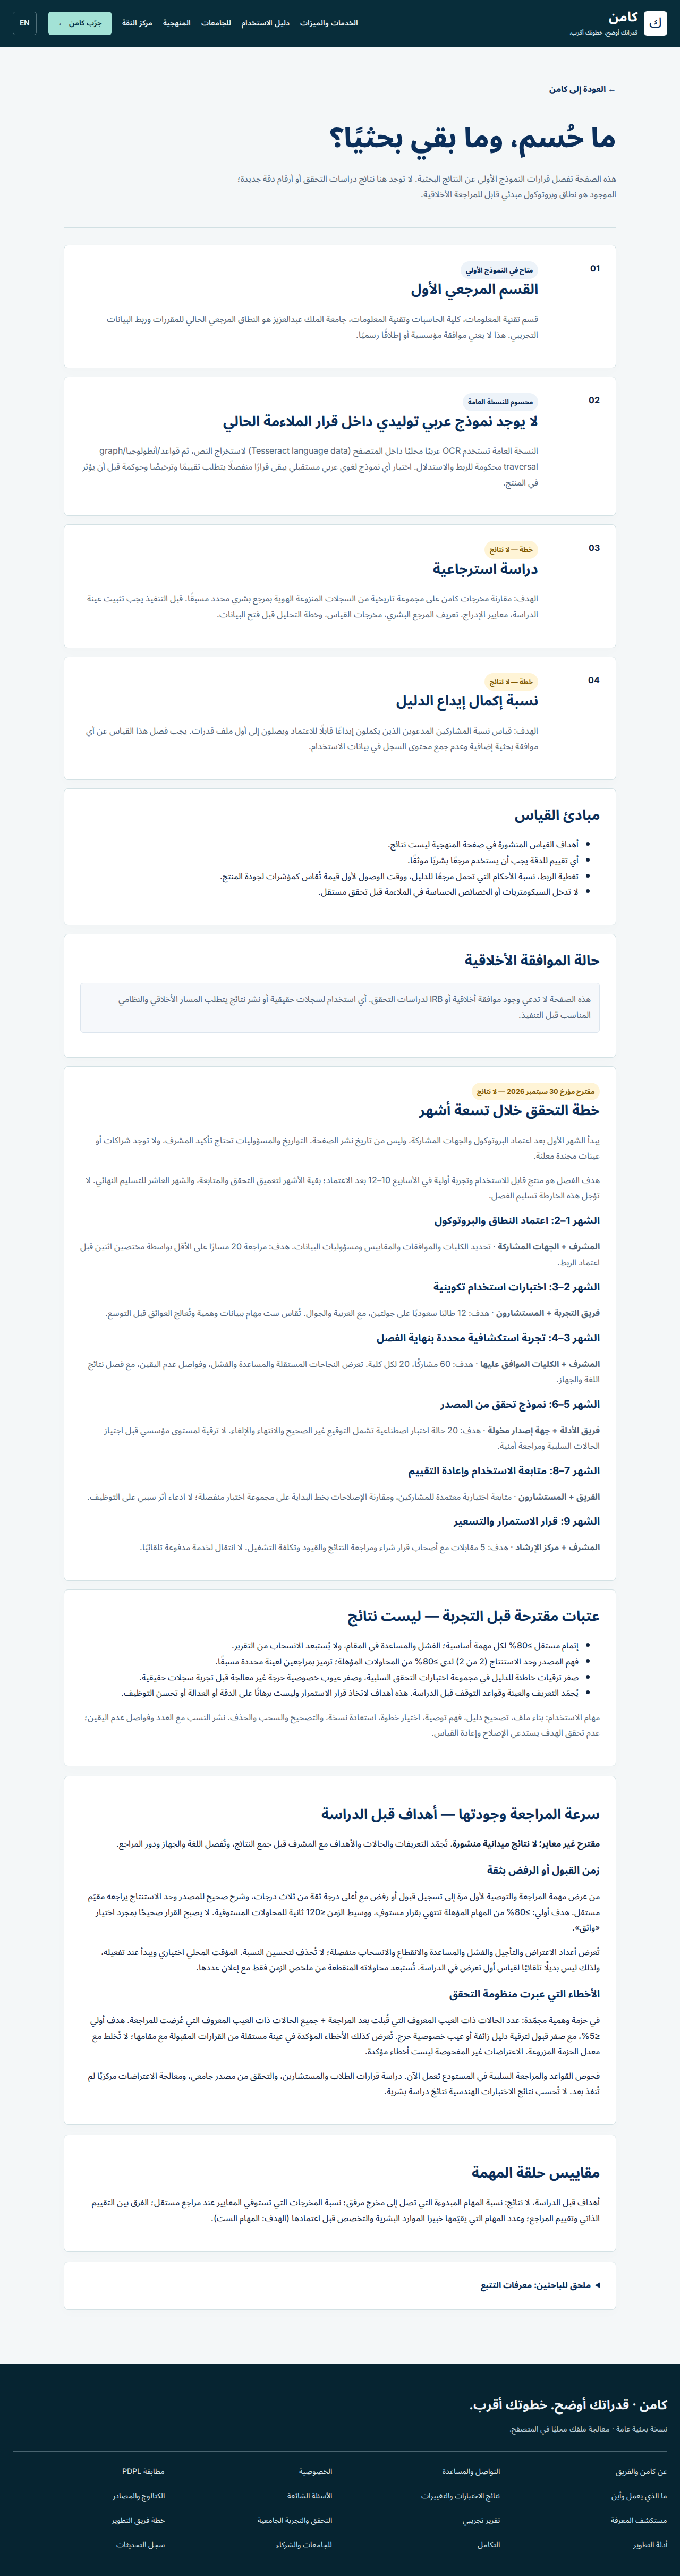 ك
كامن
قدراتك أوضح. خطوتك أقرب.
الخدمات والميزات
دليل الاستخدام
للجامعات
المنهجية
مركز الثقة
جرّب كامن ←
EN
← العودة إلى كامن
ما حُسم، وما بقي بحثيًا؟
هذه الصفحة تفصل قرارات النموذج الأولي عن النتائج البحثية. لا توجد هنا نتائج دراسات التحقق أو أرقام دقة جديدة؛
الموجود هو نطاق وبروتوكول مبدئي قابل للمراجعة الأخلاقية.
01
متاح في النموذج الأولي
القسم المرجعي الأول
قسم تقنية المعلومات، كلية الحاسبات وتقنية المعلومات، جامعة الملك عبدالعزيز هو النطاق المرجعي الحالي للمقررات وربط البيانات
التجريبي. هذا لا يعني موافقة مؤسسية أو إطلاقًا رسميًا.
02
محسوم للنسخة العامة
لا يوجد نموذج عربي توليدي داخل قرار الملاءمة الحالي
النسخة العامة تستخدم OCR عربيًا محليًا داخل المتصفح (Tesseract language data) لاستخراج النص، ثم قواعد/أنطولوجيا/graph
traversal محكومة للربط والاستدلال. اختيار أي نموذج لغوي عربي مستقبلي يبقى قرارًا منفصلًا يتطلب تقييمًا وترخيصًا وحوكمة قبل أن يؤثر
في المنتج.
03
خطة — لا نتائج
دراسة استرجاعية
الهدف: مقارنة مخرجات كامن على مجموعة تاريخية من السجلات المنزوعة الهوية بمرجع بشري محدد مسبقًا. قبل التنفيذ يجب تثبيت عينة
الدراسة، معايير الإدراج، تعريف المرجع البشري، مخرجات القياس، وخطة التحليل قبل فتح البيانات.
04
خطة — لا نتائج
نسبة إكمال إيداع الدليل
الهدف: قياس نسبة المشاركين المدعوين الذين يكملون إيداعًا قابلًا للاعتماد ويصلون إلى أول ملف قدرات. يجب فصل هذا القياس عن أي
موافقة بحثية إضافية وعدم جمع محتوى السجل في بيانات الاستخدام.
مبادئ القياس
أهداف القياس المنشورة في صفحة المنهجية ليست نتائج.
أي تقييم للدقة يجب أن يستخدم مرجعًا بشريًا موثقًا.
تغطية الربط، نسبة الأحكام التي تحمل مرجعًا للدليل، ووقت الوصول لأول قيمة تُقاس كمؤشرات لجودة المنتج.
لا تدخل السيكومتريات أو الخصائص الحساسة في الملاءمة قبل تحقق مستقل.
حالة الموافقة الأخلاقية
هذه الصفحة لا تدعي وجود موافقة أخلاقية أو IRB لدراسات التحقق. أي استخدام لسجلات حقيقية أو نشر نتائج يتطلب المسار الأخلاقي والنظامي
المناسب قبل التنفيذ.
مقترح مؤرخ 30 سبتمبر 2026 — لا نتائج
خطة التحقق خلال تسعة أشهر
يبدأ الشهر الأول بعد اعتماد البروتوكول والجهات المشاركة، وليس من تاريخ نشر الصفحة. التواريخ والمسؤوليات تحتاج تأكيد المشرف، ولا توجد شراكات أو
عينات مجندة معلنة.
هدف الفصل هو منتج قابل للاستخدام وتجربة أولية في الأسابيع 10–12 بعد الاعتماد؛ بقية الأشهر لتعميق التحقق والمتابعة، والشهر العاشر للتسليم النهائي. لا
تؤجل هذه الخارطة تسليم الفصل.
الشهر 1–2: اعتماد النطاق والبروتوكول
المشرف + الجهات المشاركة · تحديد الكليات والموافقات والمقاييس ومسؤوليات البيانات. هدف: مراجعة 20 مسارًا على الأقل بواسطة مختصين اثنين قبل
اعتماد الربط.
الشهر 2–3: اختبارات استخدام تكوينية
فريق التجربة + المستشارون · هدف: 12 طالبًا سعوديًا على جولتين، مع العربية والجوال. تُقاس ست مهام ببيانات وهمية وتُعالج العوائق قبل التوسع.
الشهر 3–4: تجربة استكشافية محددة بنهاية الفصل
المشرف + الكليات الموافق عليها · هدف: 60 مشاركًا، 20 لكل كلية. تعرض النجاحات المستقلة والمساعدة والفشل، وفواصل عدم اليقين، مع فصل نتائج
اللغة والجهاز.
الشهر 5–6: نموذج تحقق من المصدر
فريق الأدلة + جهة إصدار مخولة · هدف: 20 حالة اختبار اصطناعية تشمل التوقيع غير الصحيح والانتهاء والإلغاء. لا ترقية لمستوى مؤسسي قبل اجتياز
الحالات السلبية ومراجعة أمنية.
الشهر 7–8: متابعة الاستخدام وإعادة التقييم
الفريق + المستشارون · متابعة اختيارية معتمدة للمشاركين، ومقارنة الإصلاحات بخط البداية على مجموعة اختبار منفصلة؛ لا ادعاء أثر سببي على التوظيف.
الشهر 9: قرار الاستمرار والتسعير
المشرف + مركز الإرشاد · هدف: 5 مقابلات مع أصحاب قرار شراء ومراجعة النتائج والقيود وتكلفة التشغيل. لا انتقال لخدمة مدفوعة تلقائيًا.
عتبات مقترحة قبل التجربة — ليست نتائج
إتمام مستقل ≥80% لكل مهمة أساسية؛ الفشل والمساعدة في المقام، ولا يُستبعد الانسحاب من التقرير.
فهم المصدر وحد الاستنتاج (2 من 2) لدى ≥80% من المحاولات المؤهلة؛ ترميز بمراجعين لعينة محددة مسبقًا.
صفر ترقيات خاطئة للدليل في مجموعة اختبارات التحقق السلبية، وصفر عيوب خصوصية حرجة غير معالجة قبل تجربة سجلات حقيقية.
يُجمّد التعريف والعينة وقواعد التوقف قبل الدراسة. هذه أهداف لاتخاذ قرار الاستمرار وليست برهانًا على الدقة أو العدالة أو تحسن التوظيف.
مهام الاستخدام: بناء ملف، تصحيح دليل، فهم توصية، اختيار خطوة، استعادة نسخة، والتصحيح والسحب والحذف. نشر النسب مع العدد وفواصل عدم اليقين؛
عدم تحقق الهدف يستدعي الإصلاح وإعادة القياس.
سرعة المراجعة وجودتها — أهداف قبل الدراسة
مقترح غير معاير؛ لا نتائج ميدانية منشورة. تُجمّد التعريفات والحالات والأهداف مع المشرف قبل جمع النتائج، وتُفصل اللغة والجهاز ودور المراجع.
زمن القبول أو الرفض بثقة
من عرض مهمة المراجعة والتوصية لأول مرة إلى تسجيل قبول أو رفض مع أعلى درجة ثقة من ثلاث درجات، وشرح صحيح للمصدر وحد الاستنتاج يراجعه مقيّم
مستقل. هدف أولي: ≥80% من المهام المؤهلة تنتهي بقرار مستوفٍ، ووسيط الزمن ≤120 ثانية للمحاولات المستوفية. لا يصبح القرار صحيحًا بمجرد اختيار
«واثق».
تُعرض أعداد الاعتراض والتأجيل والفشل والمساعدة والانقطاع والانسحاب منفصلة؛ لا تُحذف لتحسين النسبة. المؤقت المحلي اختياري ويبدأ عند تفعيله،
ولذلك ليس بديلًا تلقائيًا لقياس أول تعرض في الدراسة. تُستبعد محاولاته المنقطعة من ملخص الزمن فقط مع إعلان عددها.
الأخطاء التي عبرت منظومة التحقق
في حزمة وهمية مجمّدة: عدد الحالات ذات العيب المعروف التي قُبلت بعد المراجعة ÷ جميع الحالات ذات العيب المعروف التي عُرضت للمراجعة. هدف أولي
≤5%، مع صفر قبول لترقية دليل زائفة أو عيب خصوصية حرج. تُعرض كذلك الأخطاء المؤكدة في عينة مستقلة من القرارات المقبولة مع مقامها؛ لا تُخلط مع
معدل الحزمة المزروعة. الاعتراضات غير المفحوصة ليست أخطاء مؤكدة.
فحوص القواعد والمراجعة السلبية في المستودع تعمل الآن. دراسة قرارات الطلاب والمستشارين، والتحقق من مصدر جامعي، ومعالجة الاعتراضات مركزيًا لم
تُنفذ بعد. لا تُحسب نتائج الاختبارات الهندسية نتائجَ دراسة بشرية.
مقاييس حلقة المهمة
أهداف قبل الدراسة، لا نتائج: نسبة المهام المبدوءة التي تصل إلى مخرج مرفق؛ نسبة المخرجات التي تستوفي المعايير عند مراجع مستقل؛ الفرق بين التقييم
الذاتي وتقييم المراجع؛ وعدد المهام التي يقيّمها خبيرا الموارد البشرية والتخصص قبل اعتمادها (الهدف: المهام الست).
ملحق للباحثين: معرفات التتبع
كامن · قدراتك أوضح. خطوتك أقرب.
نسخة بحثية عامة · معالجة ملفك محليًا في المتصفح.
عن كامن والفريق
التواصل والمساعدة
الخصوصية
مطابقة PDPL
ما الذي يعمل وأين
نتائج الاختبارات والتغييرات
الأسئلة الشائعة
الكتالوج والمصادر
مستكشف المعرفة
تقرير تجريبي
التحقق والتجربة الجامعية
خطة فريق التطوير
أدلة التطوير
التكامل
للجامعات والشركاء
سجل التحديثات